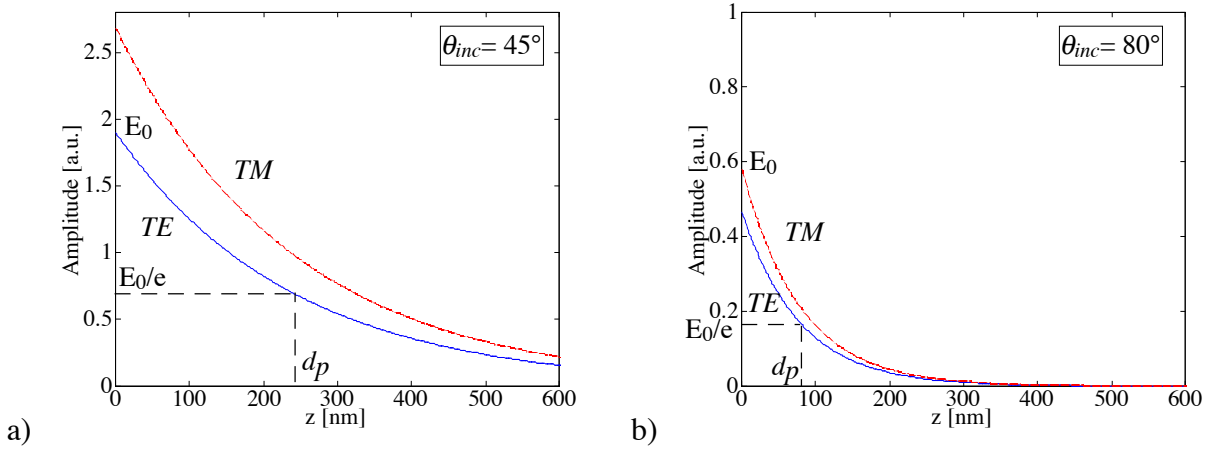 θinc= 45°
2.5
2
1.5
1
0.5
0
Amplitude [a.u.]
E0
TM
TE
E0/e
dp
0 100 200 300 400 500 600
z [nm]
a)
θinc= 80°
1
0.8
0.6
0.4
0.2
0
Amplitude [a.u.]
E0
TM
TE
E0/e
dp
0 100 200 300 400 500 600
z [nm]
b)